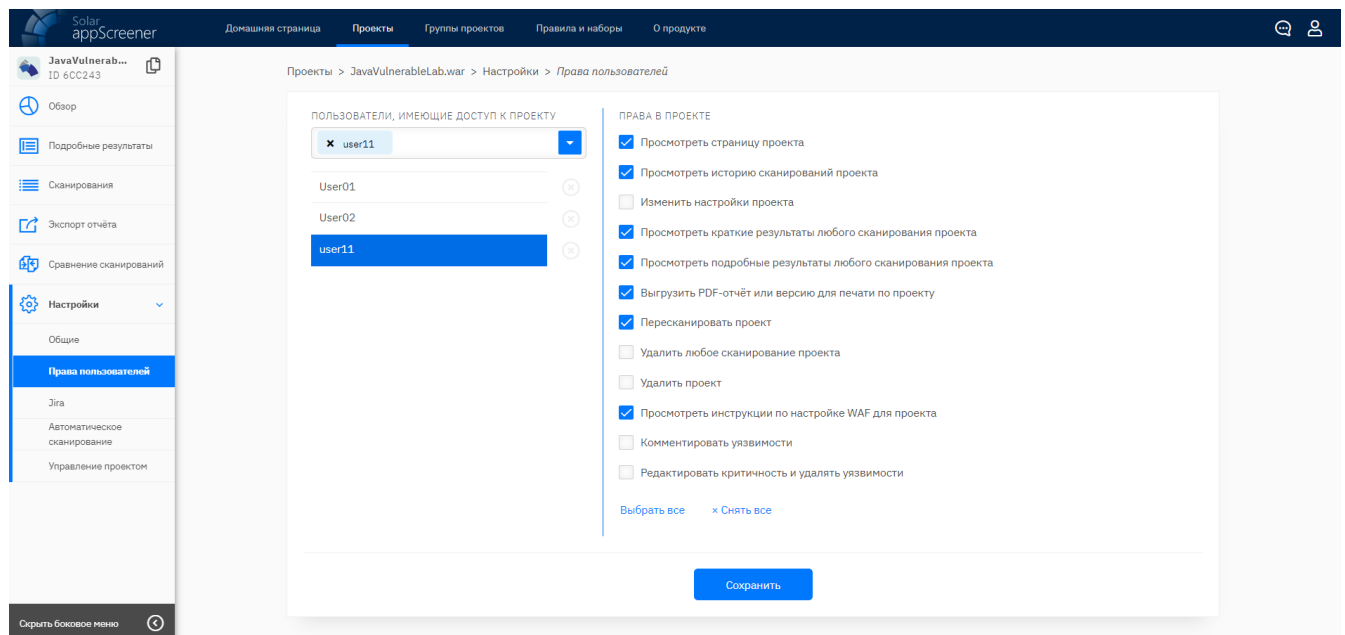 Solar
appScreener
Домашняя страница
Проекты
Группы проектов
Правила и наборы
О продукте
JavaVulnerab...
ID 6CC243
Обзор
Подробные результаты
Сканирования
Экспорт отчёта
Сравнение сканирований
Настройки
Общие
Права пользователей
Jira
Автоматическое
сканирование
Управление проектом
Скрыть боковое меню
Проекты > JavaVulnerableLab.war > Настройки > Права пользователей
ПОЛЬЗОВАТЕЛИ, ИМЕЮЩИЕ ДОСТУП К ПРОЕКТУ
× user11
User01
User02
user11
ПРАВА В ПРОЕКТЕ
Просмотреть страницу проекта
Просмотреть историю сканирований проекта
Изменить настройки проекта
Просмотреть краткие результаты любого сканирования проекта
Просмотреть подробные результаты любого сканирования проекта
Выгрузить PDF-отчёт или версию для печати по проекту
Пересканировать проект
Удалить любое сканирование проекта
Удалить проект
Просмотреть инструкции по настройке WAF для проекта
Комментировать уязвимости
Редактировать критичность и удалять уязвимости
Выбрать все × Снять все
Сохранить